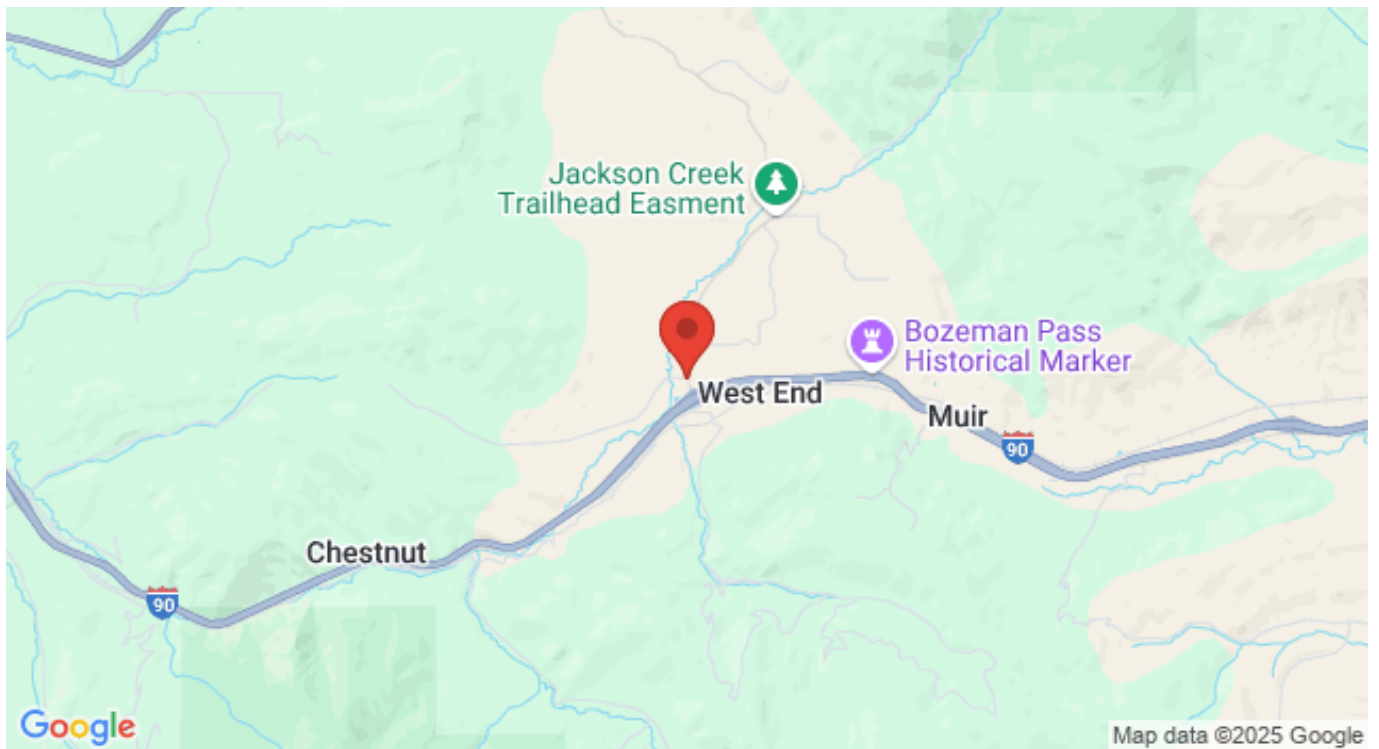 Jackson Creek
Trailhead Easment
Bozeman Pass
Historical Marker
West End
Muir
90
Chestnut
90
Google
Map data ©2025 Google